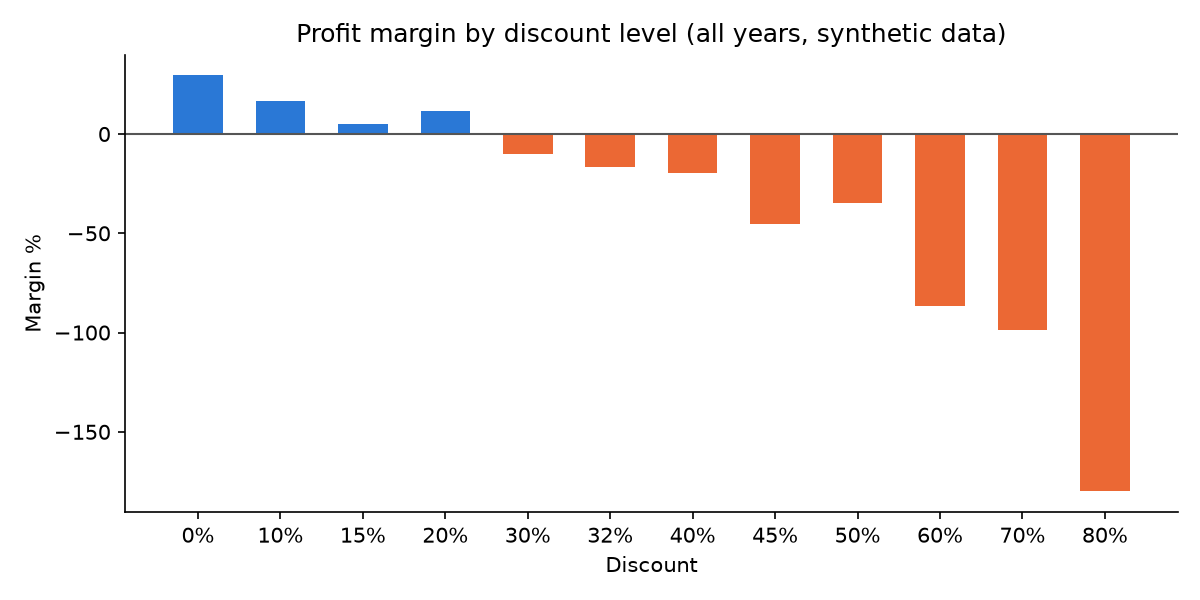 Profit margin by discount level (all years, synthetic data)
Margin %
0
−50
−100
−150
0% 10% 15% 20% 30% 32% 40% 45% 50% 60% 70% 80%
Discount